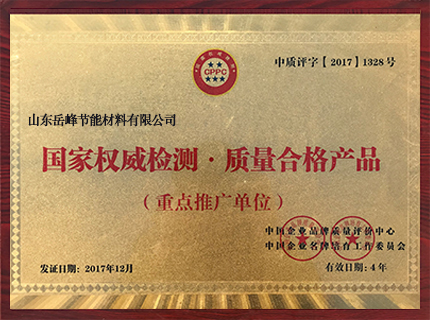 中质评字【2017】1328号
CPPC
山东岳峰节能材料有限公司
国家权威检测·质量合格产品
（重点推广单位）
中国企业品牌质量评价中心
中国企业名牌培育工作委员会
发证日期：2017年12月
有效日期：4年